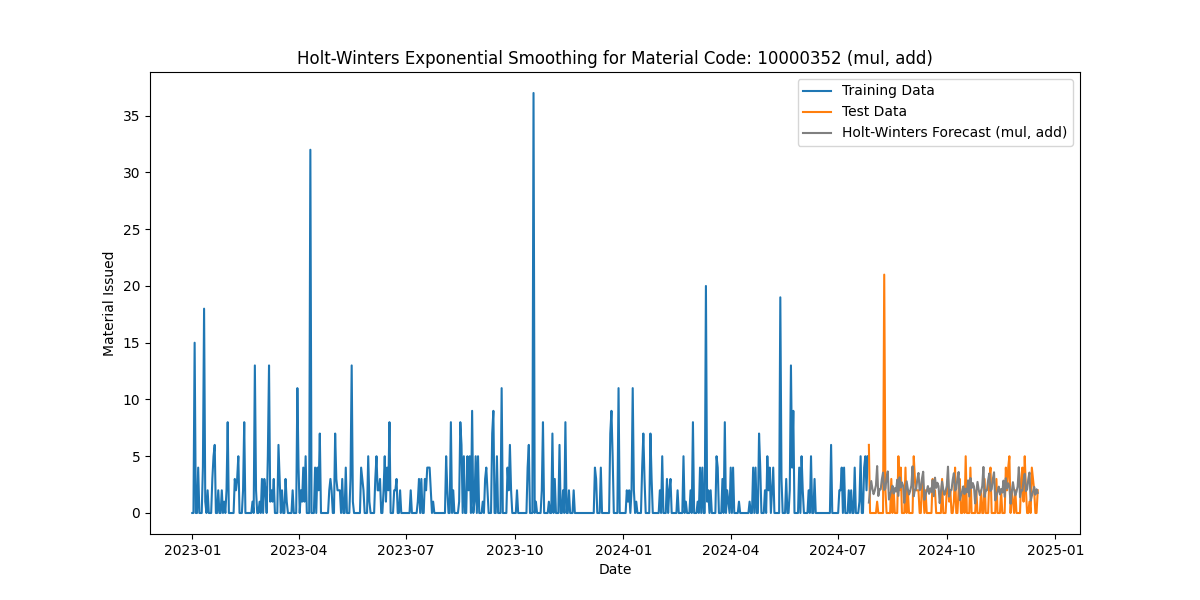 Holt-Winters Exponential Smoothing for Material Code: 10000352 (mul, add)
Training Data
Test Data
Holt-Winters Forecast (mul, add)
Material Issued
35
30
25
20
15
10
5
0
2023-01
2023-04
2023-07
2023-10
2024-01
2024-04
2024-07
2024-10
2025-01
Date